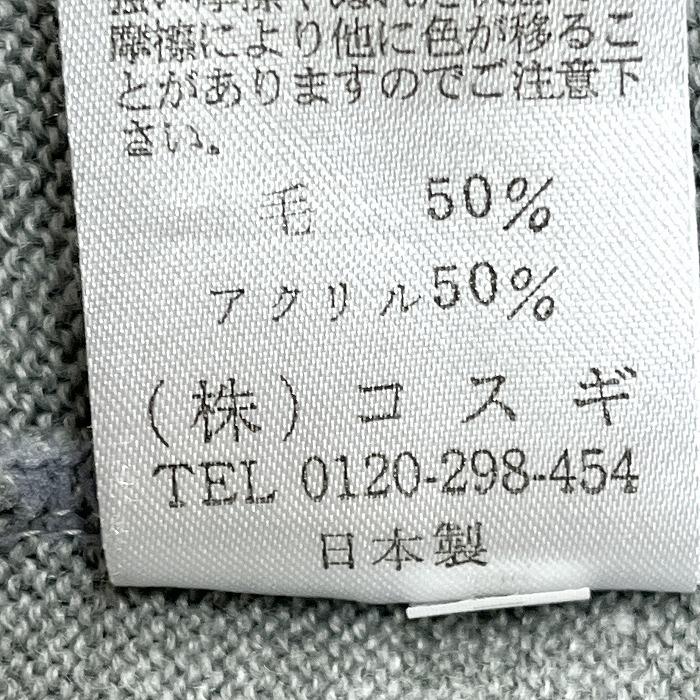 摩擦により他に色が移るこ
とがありますのでご注意下
さい。
毛 50%
アクリル50%
(株)コスギ
TEL 0120-298-454
日本製